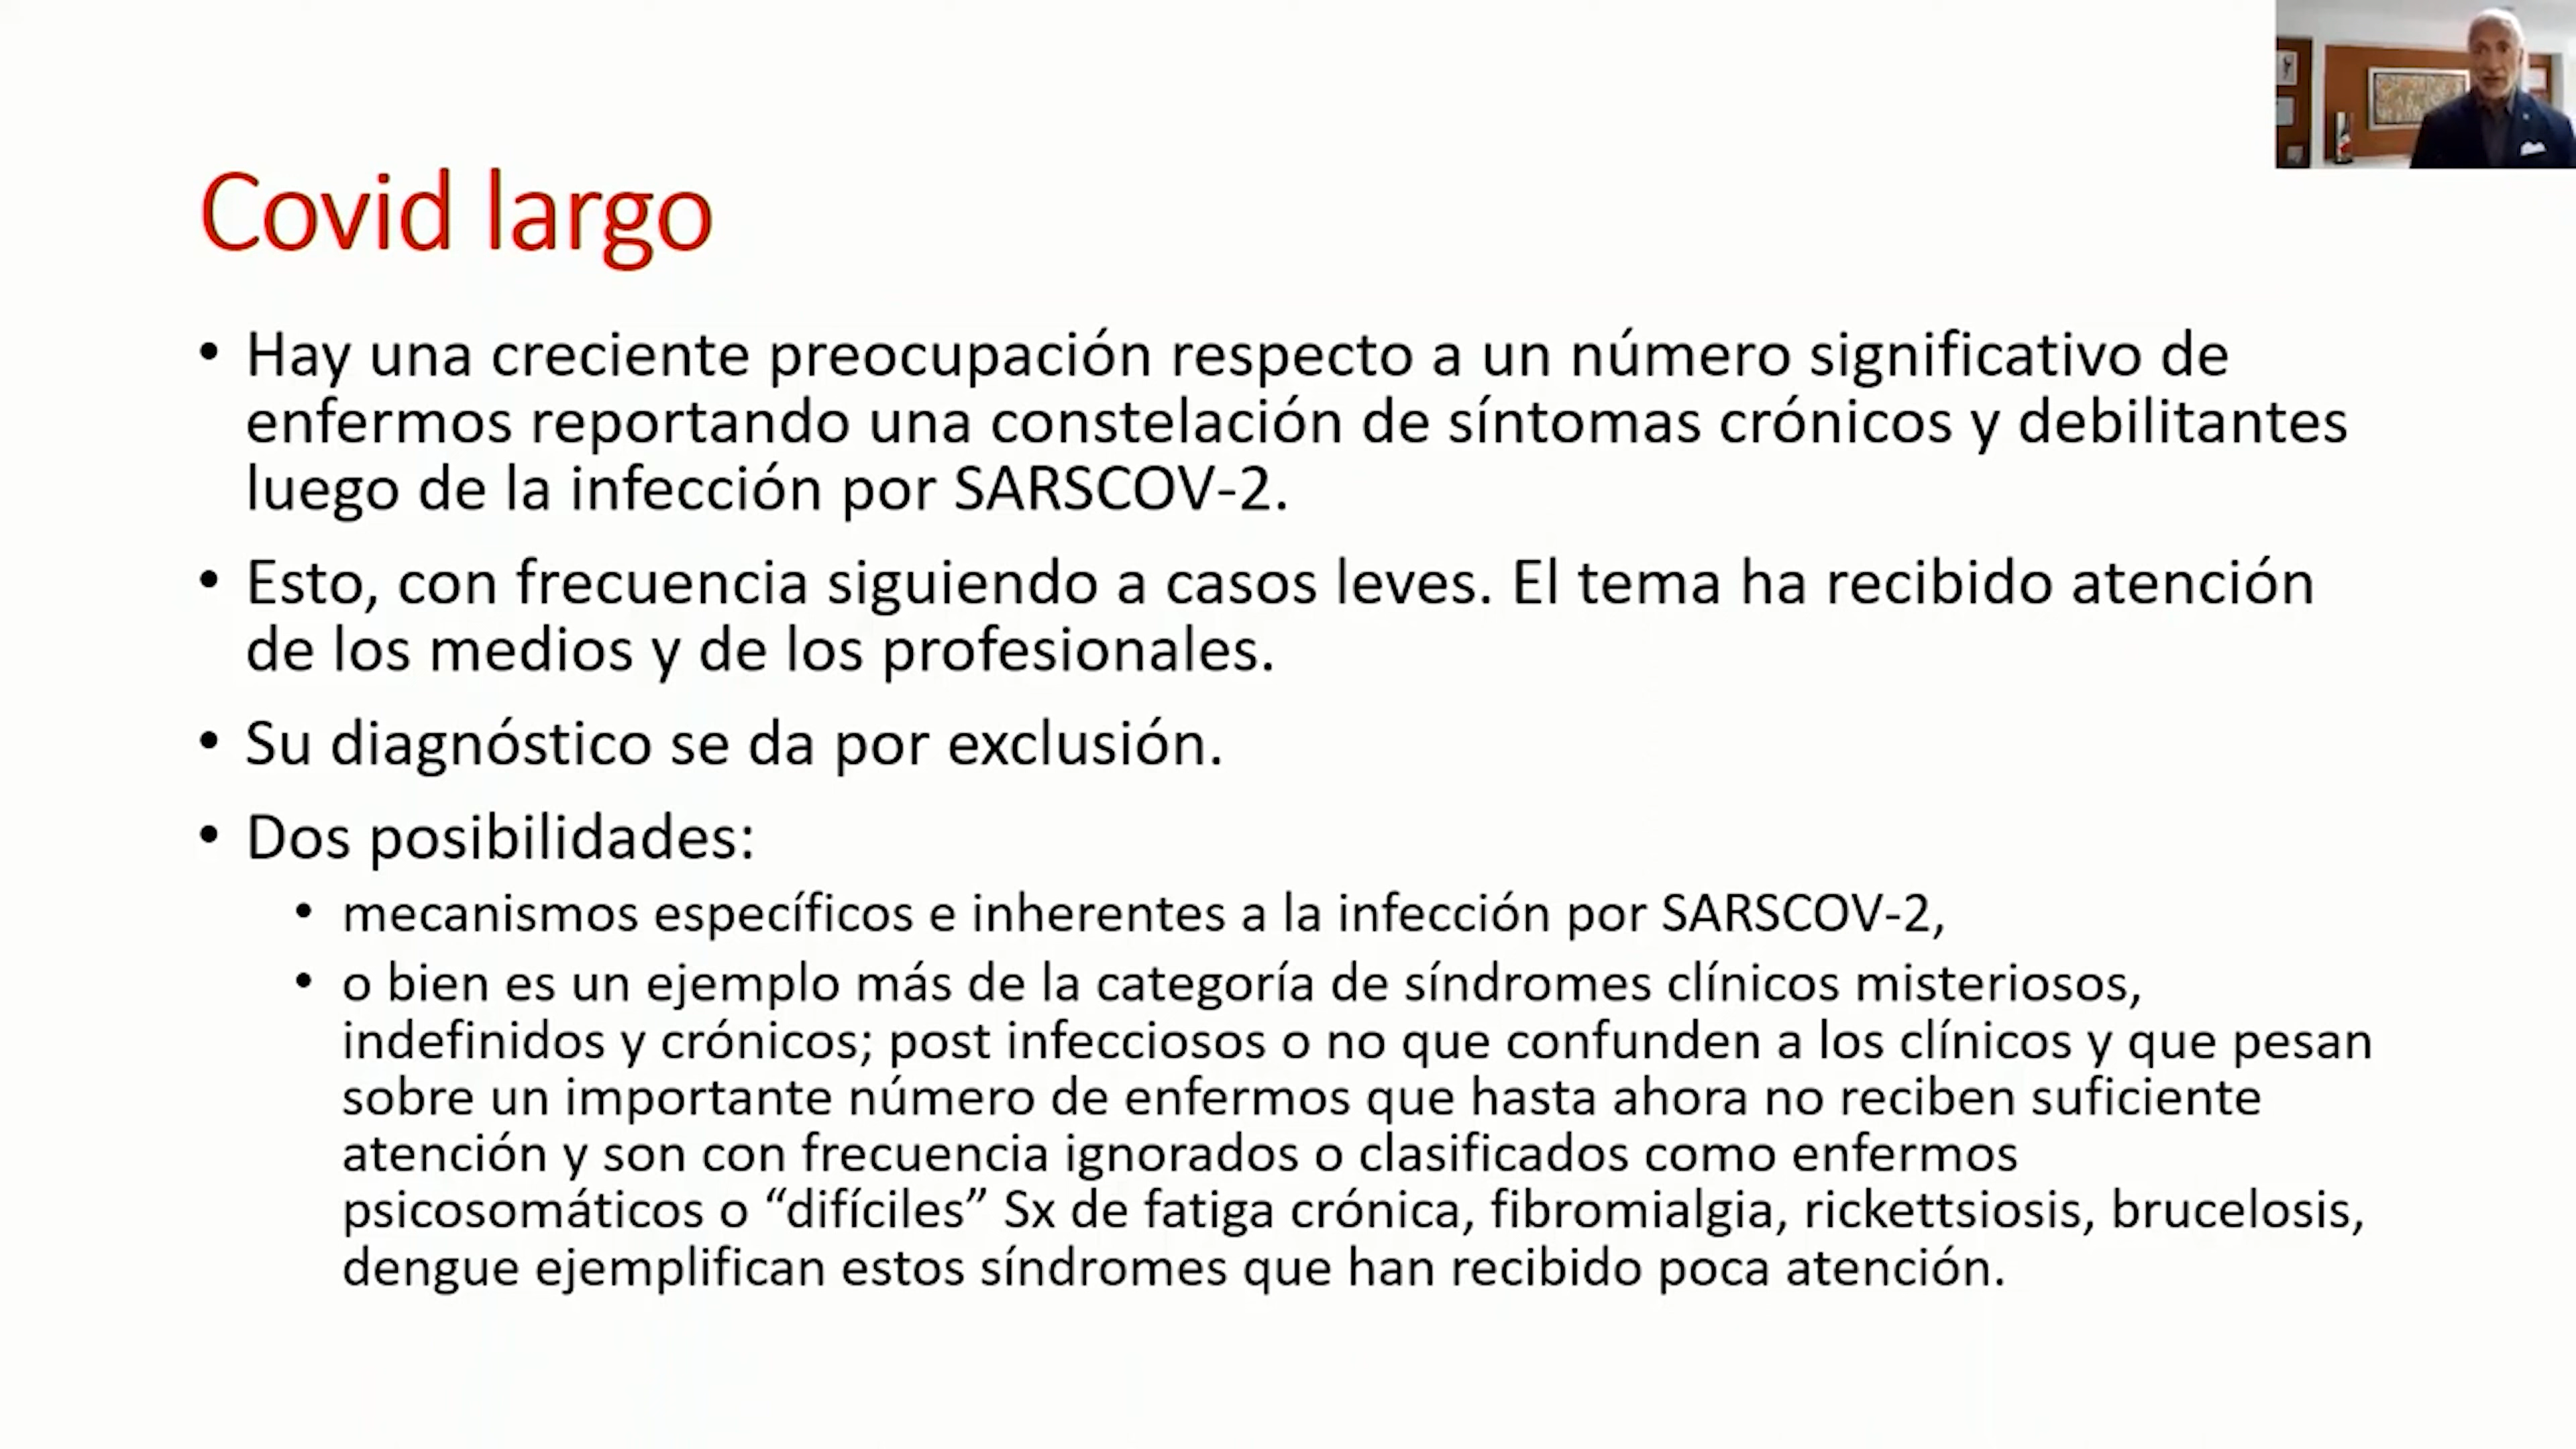 Covid largo
• Hay una creciente preocupación respecto a un número significativo de
enfermos reportando una constelación de síntomas crónicos y debilitantes
luego de la infección por SARSCOV-2.
• Esto, con frecuencia siguiendo a casos leves. El tema ha recibido atención
de los medios y de los profesionales.
• Su diagnóstico se da por exclusión.
• Dos posibilidades:
• mecanismos específicos e inherentes a la infección por SARSCOV-2,
• o bien es un ejemplo más de la categoría de síndromes clínicos misteriosos,
indefinidos y crónicos; post infecciosos o no que confunden a los clínicos y que pesan
sobre un importante número de enfermos que hasta ahora no reciben suficiente
atención y son con frecuencia ignorados o clasificados como enfermos
psicosomáticos o “difíciles” Sx de fatiga crónica, fibromialgia, rickettsiosis, brucelosis,
dengue ejemplifican estos síndromes que han recibido poca atención.